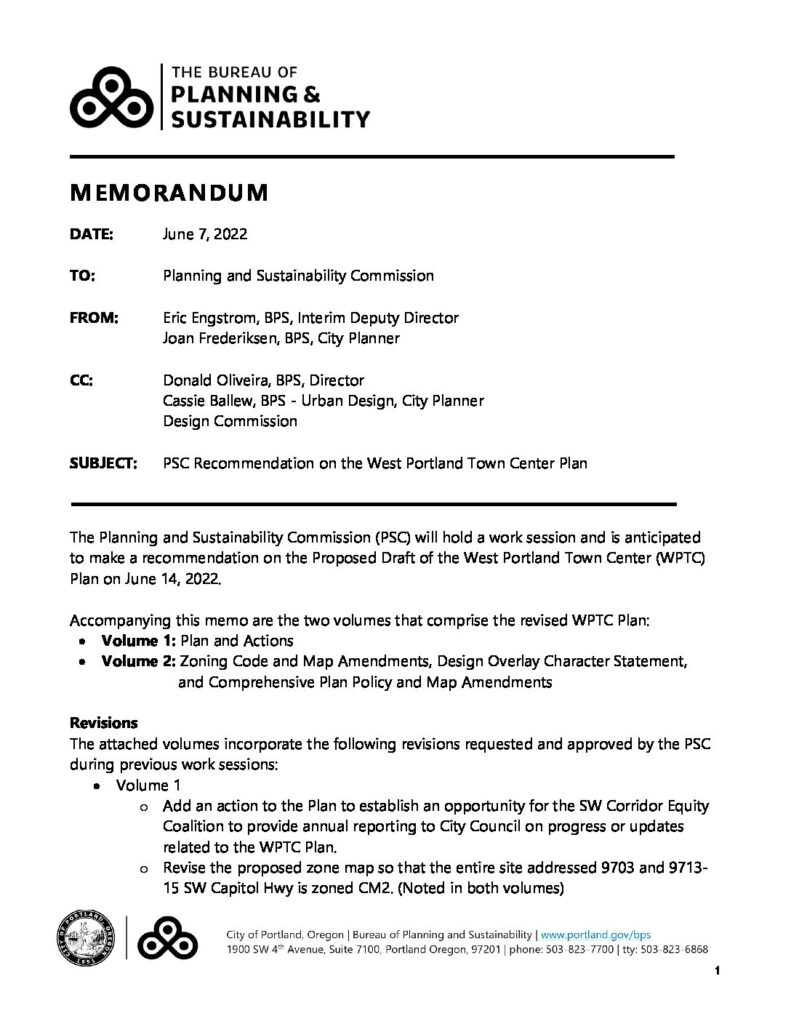 THE BUREAU OF
PLANNING &
SUSTAINABILITY
MEMORANDUM
DATE: June 7, 2022
TO: Planning and Sustainability Commission
FROM: Eric Engstrom, BPS, Interim Deputy Director
Joan Frederiksen, BPS, City Planner
CC: Donald Oliveira, BPS, Director
Cassie Ballew, BPS - Urban Design, City Planner
Design Commission
SUBJECT: PSC Recommendation on the West Portland Town Center Plan
The Planning and Sustainability Commission (PSC) will hold a work session and is anticipated
to make a recommendation on the Proposed Draft of the West Portland Town Center (WPTC)
Plan on June 14, 2022.
Accompanying this memo are the two volumes that comprise the revised WPTC Plan:
• Volume 1: Plan and Actions
• Volume 2: Zoning Code and Map Amendments, Design Overlay Character Statement,
and Comprehensive Plan Policy and Map Amendments
Revisions
The attached volumes incorporate the following revisions requested and approved by the PSC
during previous work sessions:
• Volume 1
o Add an action to the Plan to establish an opportunity for the SW Corridor Equity
Coalition to provide annual reporting to City Council on progress or updates
related to the WPTC Plan.
o Revise the proposed zone map so that the entire site addressed 9703 and 9713-
15 SW Capitol Hwy is zoned CM2. (Noted in both volumes)
CITY OF PORTLAND, OREGON
1851
City of Portland, Oregon | Bureau of Planning and Sustainability | www.portland.gov/bps
1900 SW 4th Avenue, Suite 7100, Portland Oregon, 97201 | phone: 503-823-7700 | tty: 503-823-6868
1